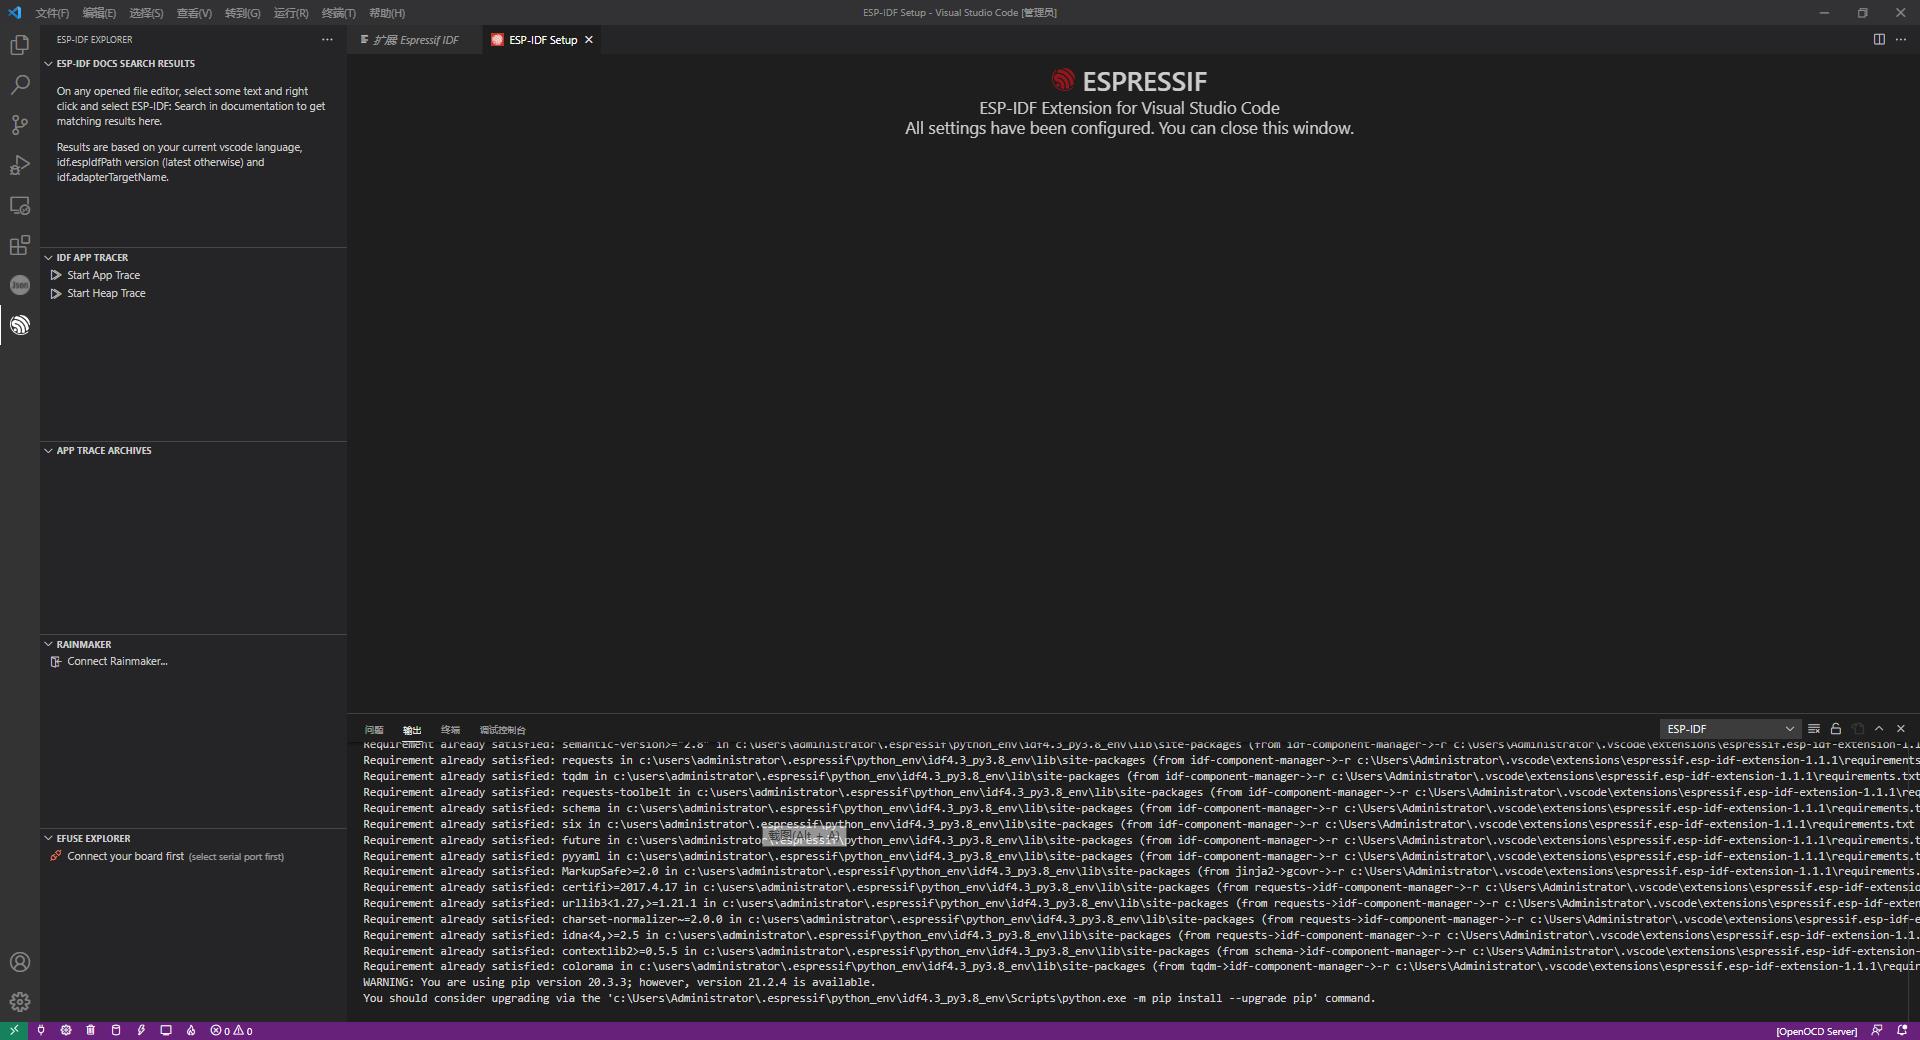 文件(F) 编辑(E) 选择(S) 查看(V) 转到(G) 运行(R) 终端(T) 帮助(H)
ESP-IDF Setup - Visual Studio Code [管理员]
ESP-IDF EXPLORER
扩展 Espressif IDF
ESP-IDF Setup
ESP-IDF DOCS SEARCH RESULTS
On any opened file editor, select some text and right
click and select ESP-IDF: Search in documentation to get
matching results here.
Results are based on your current vscode language,
idf.espIdfPath version (latest otherwise) and
idf.adapterTargetName.
IDF APP TRACER
Start App Trace
Start Heap Trace
Json
APP TRACE ARCHIVES
RAINMAKER
Connect Rainmaker...
EFUSE EXPLORER
Connect your board first (select serial port first)
ESPRESSIF
ESP-IDF Extension for Visual Studio Code
All settings have been configured. You can close this window.
问题 输出 终端 调试控制台
ESP-IDF
Requirement already satisfied: semantic-version>="2.8" in c:\users\administrator\.espressif\python_env\idf4.3_py3.8_env\lib\site-packages (from idf-component-manager->-r c:\Users\Administrator\.vscode\extensions\espressif.esp-idf-extension-1.1
Requirement already satisfied: requests in c:\users\administrator\.espressif\python_env\idf4.3_py3.8_env\lib\site-packages (from idf-component-manager->-r c:\Users\Administrator\.vscode\extensions\espressif.esp-idf-extension-1.1.1\requirements
Requirement already satisfied: tqdm in c:\users\administrator\.espressif\python_env\idf4.3_py3.8_env\lib\site-packages (from idf-component-manager->-r c:\Users\Administrator\.vscode\extensions\espressif.esp-idf-extension-1.1.1\requirements.txt
Requirement already satisfied: requests-toolbelt in c:\users\administrator\.espressif\python_env\idf4.3_py3.8_env\lib\site-packages (from idf-component-manager->-r c:\Users\Administrator\.vscode\extensions\espressif.esp-idf-extension-1.1.1\req
Requirement already satisfied: schema in c:\users\administrator\.espressif\python_env\idf4.3_py3.8_env\lib\site-packages (from idf-component-manager->-r c:\Users\Administrator\.vscode\extensions\espressif.esp-idf-extension-1.1.1\requirements.t
Requirement already satisfied: six in c:\users\administrator\.espressif\python_env\idf4.3_py3.8_env\lib\site-packages (from idf-component-manager->-r c:\Users\Administrator\.vscode\extensions\espressif.esp-idf-extension-1.1.1\requirements.txt
截图(Alt + A)
Requirement already satisfied: future in c:\users\administrator\.espressif\python_env\idf4.3_py3.8_env\lib\site-packages (from idf-component-manager->-r c:\Users\Administrator\.vscode\extensions\espressif.esp-idf-extension-1.1.1\requirements.t
Requirement already satisfied: pyyaml in c:\users\administrator\.espressif\python_env\idf4.3_py3.8_env\lib\site-packages (from idf-component-manager->-r c:\Users\Administrator\.vscode\extensions\espressif.esp-idf-extension-1.1.1\requirements.t
Requirement already satisfied: MarkupSafe>=2.0 in c:\users\administrator\.espressif\python_env\idf4.3_py3.8_env\lib\site-packages (from jinja2->gcovr->-r c:\Users\Administrator\.vscode\extensions\espressif.esp-idf-extension-1.1.1\requirements.
Requirement already satisfied: certifi>=2017.4.17 in c:\users\administrator\.espressif\python_env\idf4.3_py3.8_env\lib\site-packages (from requests->idf-component-manager->-r c:\Users\Administrator\.vscode\extensions\espressif.esp-idf-extensio
Requirement already satisfied: urllib3<1.27,>=1.21.1 in c:\users\administrator\.espressif\python_env\idf4.3_py3.8_env\lib\site-packages (from requests->idf-component-manager->-r c:\Users\Administrator\.vscode\extensions\espressif.esp-idf-exten
Requirement already satisfied: charset-normalizer~=2.0.0 in c:\users\administrator\.espressif\python_env\idf4.3_py3.8_env\lib\site-packages (from requests->idf-component-manager->-r c:\Users\Administrator\.vscode\extensions\espressif.esp-idf-e
Requirement already satisfied: idna<4,>=2.5 in c:\users\administrator\.espressif\python_env\idf4.3_py3.8_env\lib\site-packages (from requests->idf-component-manager->-r c:\Users\Administrator\.vscode\extensions\espressif.esp-idf-extension-1.1.
Requirement already satisfied: contextlib2>=0.5.5 in c:\users\administrator\.espressif\python_env\idf4.3_py3.8_env\lib\site-packages (from schema->idf-component-manager->-r c:\Users\Administrator\.vscode\extensions\espressif.esp-idf-extension-
Requirement already satisfied: colorama in c:\users\administrator\.espressif\python_env\idf4.3_py3.8_env\lib\site-packages (from tqdm->idf-component-manager->-r c:\Users\Administrator\.vscode\extensions\espressif.esp-idf-extension-1.1.1\requir
WARNING: You are using pip version 20.3.3; however, version 21.2.4 is available.
You should consider upgrading via the 'c:\Users\Administrator\.espressif\python_env\idf4.3_py3.8_env\Scripts\python.exe -m pip install --upgrade pip' command.
0 0
[OpenOCD Server]